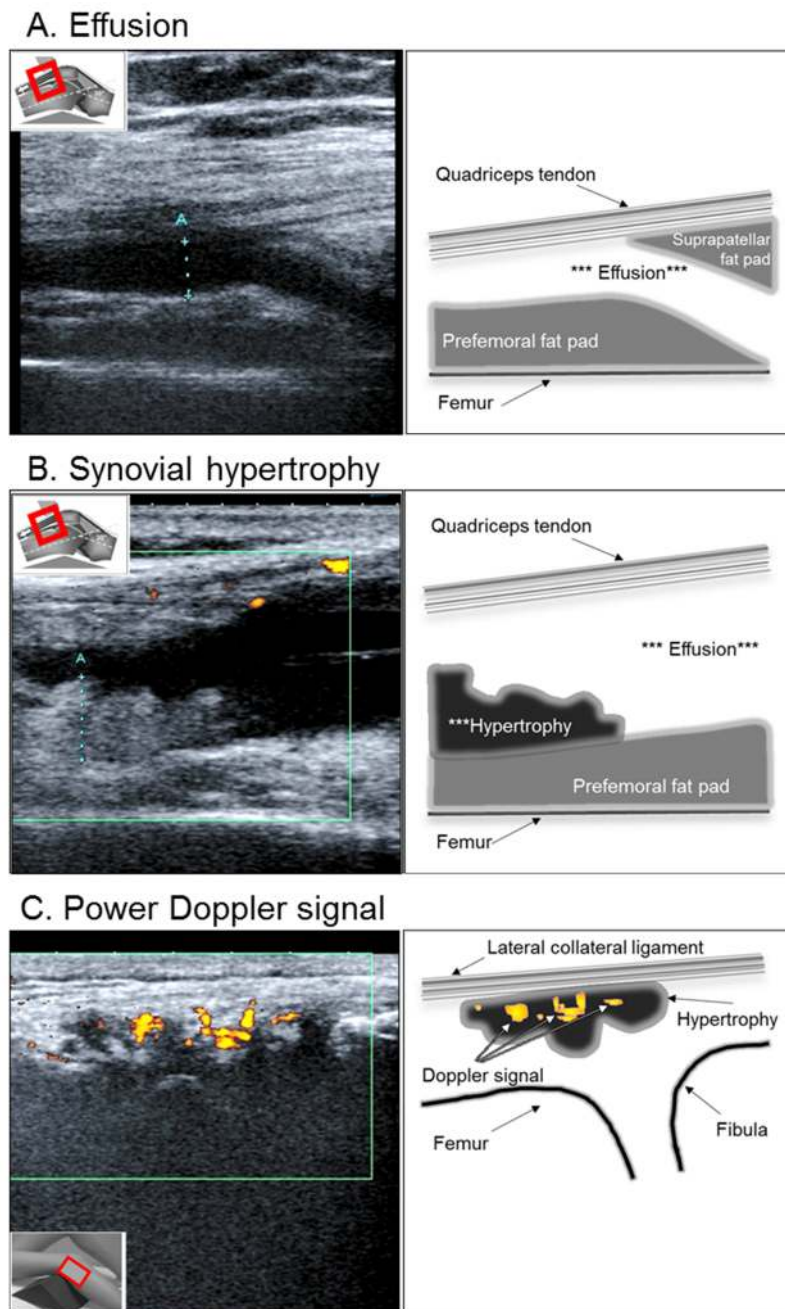 A. Effusion
A
Quadriceps tendon
Suprapatellar
fat pad
*** Effusion***
Prefemoral fat pad
Femur
B. Synovial hypertrophy
A
Quadriceps tendon
*** Effusion***
***Hypertrophy
Prefemoral fat pad
Femur
C. Power Doppler signal
Lateral collateral ligament
Hypertrophy
Doppler signal
Femur
Fibula